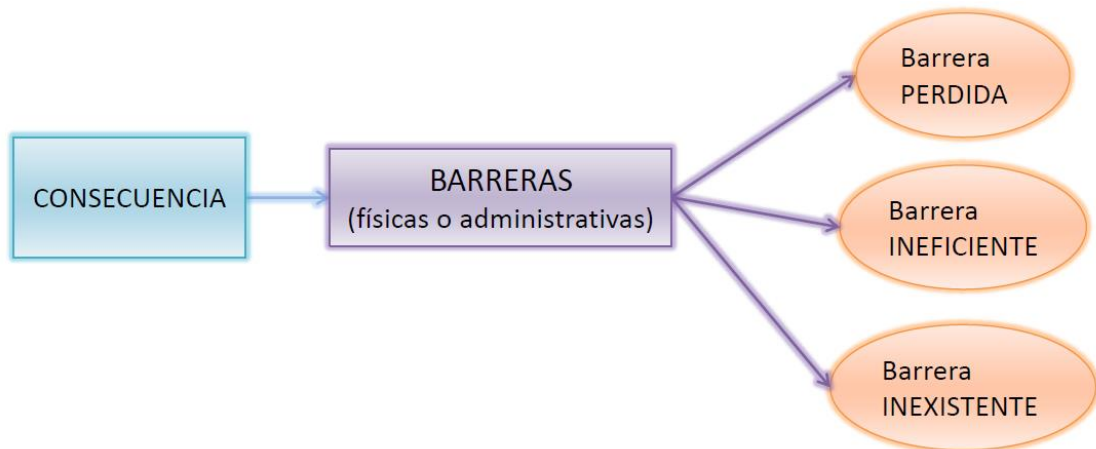 CONSECUENCIA
BARRERAS
(físicas o administrativas)
Barrera
PERDIDA
Barrera
INEFICIENTE
Barrera
INEXISTENTE